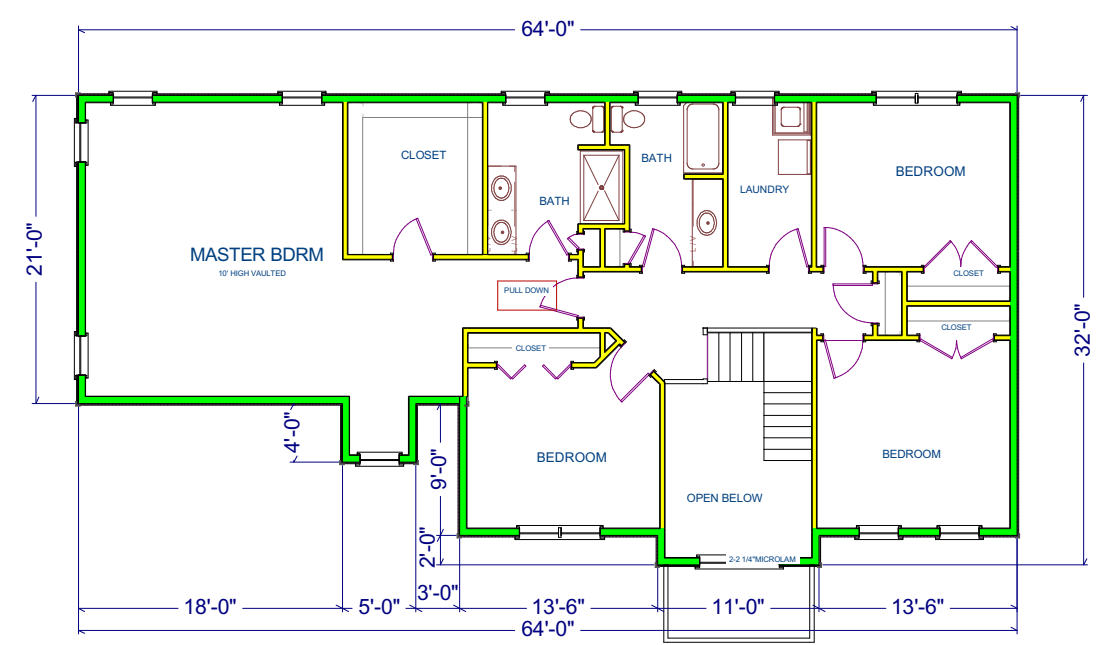 64'-0"
CLOSET
BATH
BATH
LAUNDRY
BEDROOM
MASTER BDRM
10' HIGH VAULTED
21'-0"
CLOSET
PULL DOWN
CLOSET
32'-0"
CLOSET
4'-0"
9'-0"
BEDROOM
BEDROOM
OPEN BELOW
2'-0"
2-2 1/4"MICROLAM
18'-0"
5'-0"
3'-0"
13'-6"
11'-0"
13'-6"
64'-0"